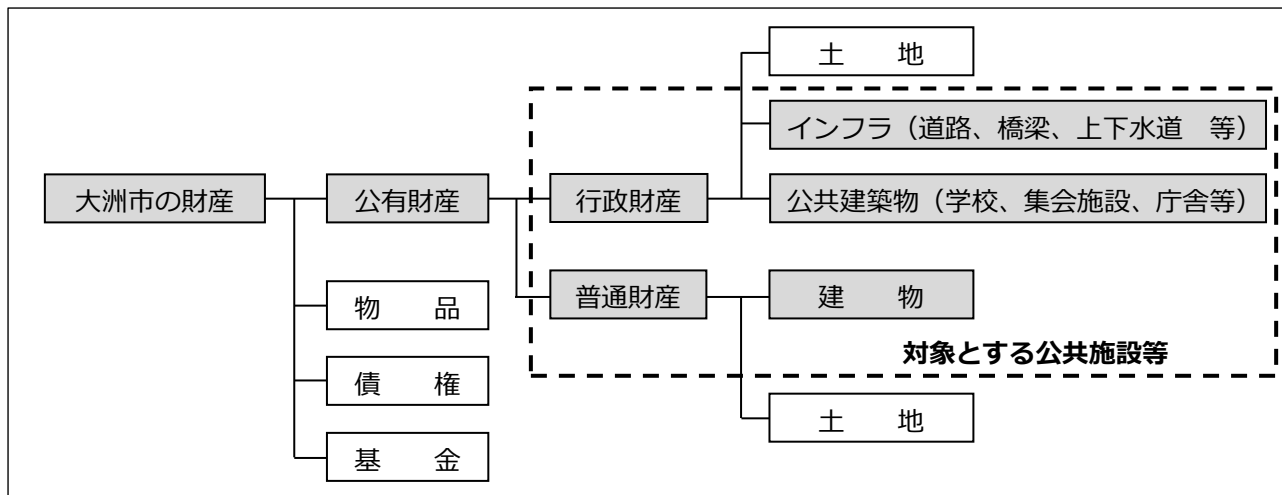 土　　地
インフラ（道路、橋梁、上下水道　等）
大洲市の財産
公有財産
行政財産
公共建築物（学校、集会施設、庁舎等）
物　　品
普通財産
建　　物
対象とする公共施設等
債　　権
土　　地
基　　金